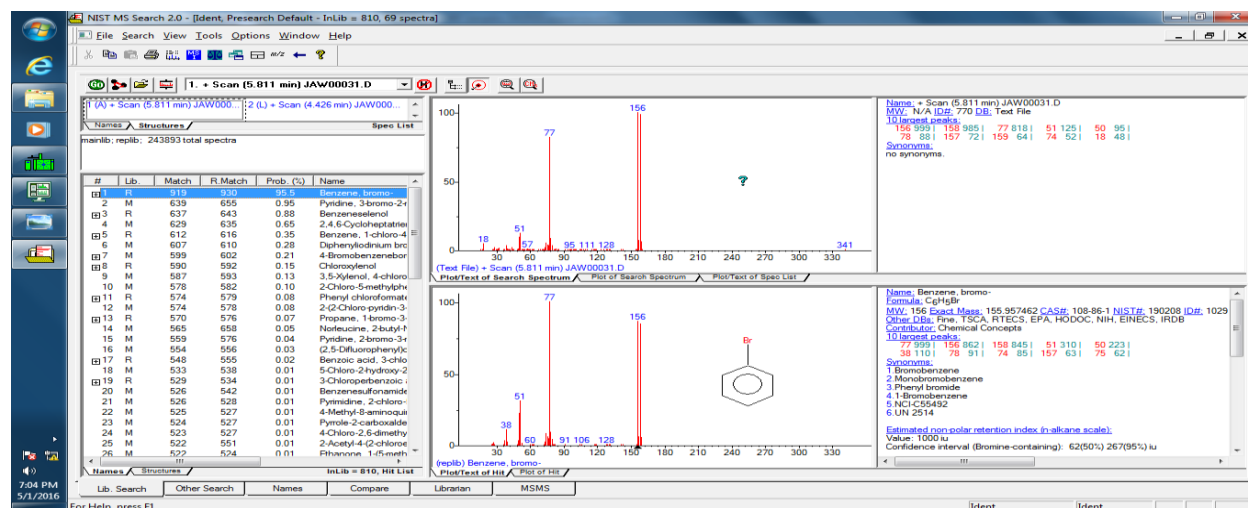 NIST MS Search 2.0 - [Ident, Presearch Default - InLib = 810, 69 spectra]
File Search View Tools Options Window Help
m/z
1. + Scan (5.811 min) JAW00031.D
1 (A) + Scan (5.811 min) JAW000... 2 (L) + Scan (4.426 min) JAW000...
Names Structures Spec List
mainlib; replib; 243893 total spectra
# Lib. Match R.Match Prob. (%) Name
1 R 919 930 95.5 Benzene, bromo-
2 M 639 655 0.95 Pyridine, 3-bromo-2-r
3 R 637 643 0.88 Benzeneselenol
4 M 629 635 0.65 2,4,6-Cycloheptatrie
5 R 612 616 0.35 Benzene, 1-chloro-4
6 M 607 610 0.28 Diphenyliodinium bro
7 M 599 602 0.21 4-Bromobenzenebor
8 R 590 592 0.15 Chloroxylenol
9 M 587 593 0.13 3,5-Xylenol, 4-chloro
10 M 578 582 0.10 2-Chloro-5-methylphe
11 R 574 579 0.08 Phenyl chloroformate
12 M 574 578 0.08 2-(2-Chloro-pyridin-3-
13 R 570 576 0.07 Propane, 1-bromo-3-
14 M 565 658 0.05 Norleucine, 2-butyl-N
15 M 559 576 0.04 Pyridine, 2-bromo-3-r
16 M 554 556 0.03 (2,5-Difluorophenyl)c
17 R 548 555 0.02 Benzoic acid, 3-chlo
18 M 533 538 0.01 5-Chloro-2-hydroxy-2
19 R 529 534 0.01 3-Chloroperbenzoic
20 M 526 542 0.01 Benzenesulfonamide
21 M 526 528 0.01 Pyrimidine, 2-chloro-
22 M 525 527 0.01 4-Methyl-8-aminoquii
23 M 524 527 0.01 Pyrrole-2-carboxalde
24 M 523 527 0.01 4-Chloro-2,6-dimethy
25 M 522 551 0.01 2-Acetyl-4-(2-chloroe
26 M 522 524 0.01 Ethanone, 1-(5-meth
Names Structures InLib = 810, Hit List
100
50
0
156
77
51
18 57 95 111 128 341
30 60 90 120 150 180 210 240 270 300 330
(Text File) + Scan (5.811 min) JAW00031.D
Plot/Text of Search Spectrum Plot of Search Spectrum Plot/Text of Spec List
Name: + Scan (5.811 min) JAW00031.D
MW: N/A ID#: 770 DB: Text File
10 largest peaks:
156 999 | 158 985 | 77 818 | 51 125 | 50 95 |
78 88 | 157 72 | 159 64 | 74 52 | 18 48 |
Synonyms:
no synonyms.
100
50
0
77
156
51
38
60 91 106 128
30 60 90 120 150 180 210 240 270 300 330
Br
(replib) Benzene, bromo-
Plot/Text of Hit Plot of Hit
Name: Benzene, bromo-
Formula: C6H5Br
MW: 156 Exact Mass: 155.957462 CAS#: 108-86-1 NIST#: 190208 ID#: 1029
Other DBs: Fine, TSCA, RTECS, EPA, HODOC, NIH, EINECS, IRDB
Contributor: Chemical Concepts
10 largest peaks:
77 999 | 156 862 | 158 845 | 51 310 | 50 223 |
38 110 | 78 91 | 74 85 | 157 63 | 75 62 |
Synonyms:
1.Bromobenzene
2.Monobromobenzene
3.Phenyl bromide
4.1-Bromobenzene
5.NCI-C55492
6.UN 2514
Estimated non-polar retention index (n-alkane scale):
Value: 1000 iu
Confidence interval (Bromine-containing): 62(50%) 267(95%) iu
Lib. Search Other Search Names Compare Librarian MSMS
For Help, press F1 Ident Ident
7:04 PM
5/1/2016